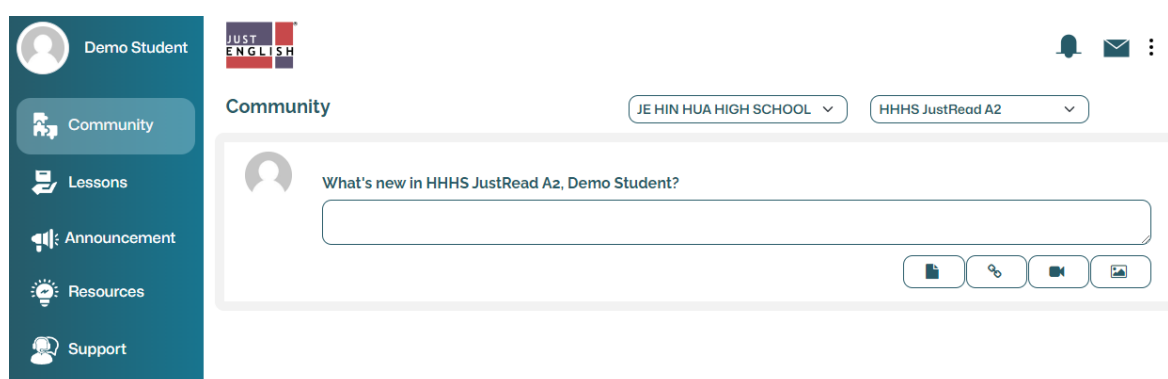 Demo Student
Community
Lessons
Announcement
Resources
Support
JUST
ENGLISH
Community
JE HIN HUA HIGH SCHOOL
HHHS JustRead A2
What's new in HHHS JustRead A2, Demo Student?